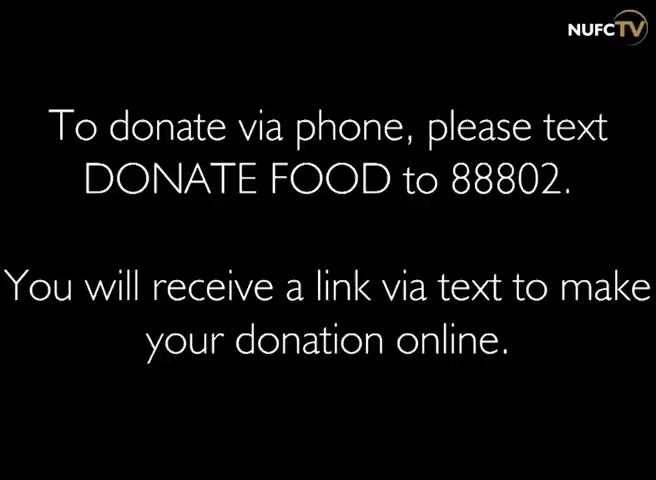 NUFCTV
To donate via phone, please text
DONATE FOOD to 88802.
You will receive a link via text to make
your donation online.